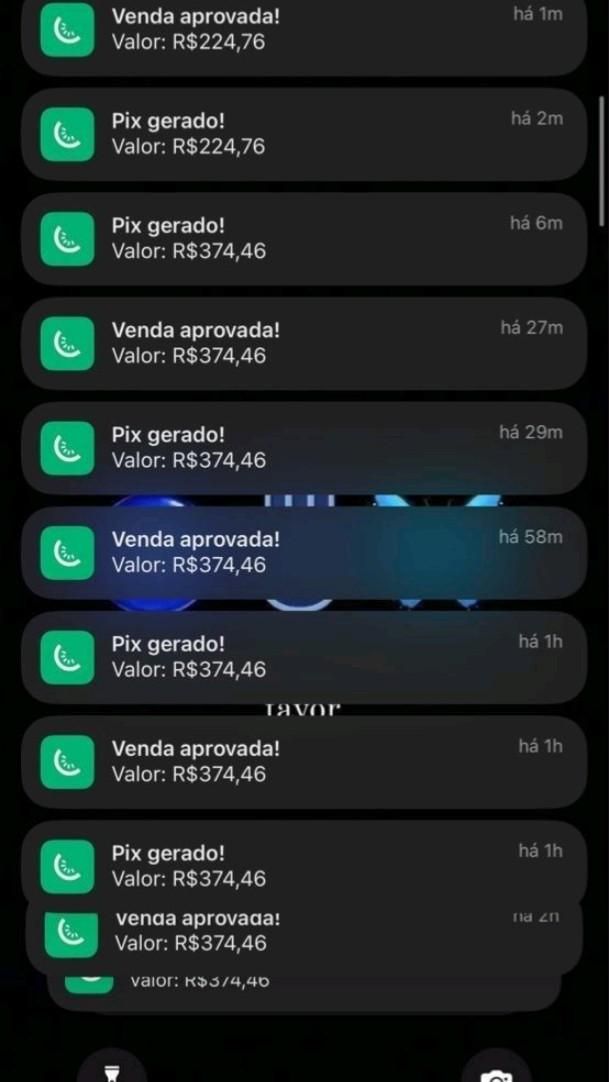 Venda aprovada!
há 1m
Valor: R$224,76
Pix gerado!
há 2m
Valor: R$224,76
Pix gerado!
há 6m
Valor: R$374,46
Venda aprovada!
há 27m
Valor: R$374,46
Pix gerado!
há 29m
Valor: R$374,46
Venda aprovada!
há 58m
Valor: R$374,46
Pix gerado!
há 1h
Valor: R$374,46
favor
Venda aprovada!
há 1h
Valor: R$374,46
Pix gerado!
há 1h
Valor: R$374,46
Venda aprovada!
há 2h
Valor: R$374,46
Valor: R$374,46